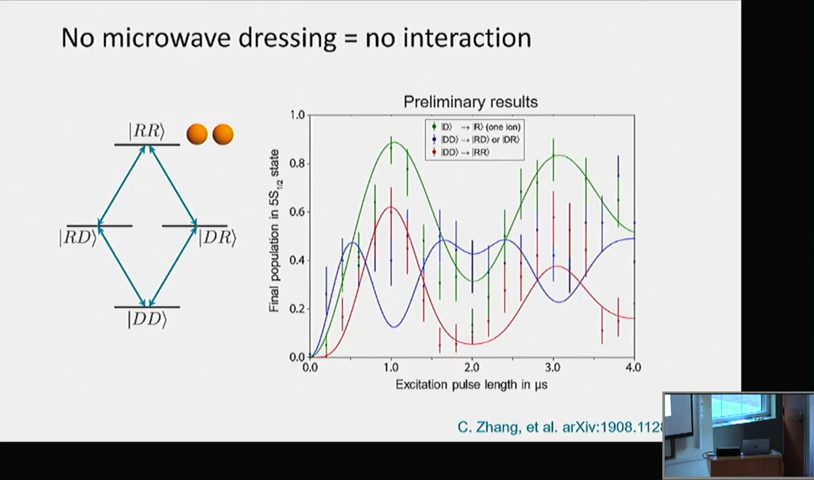 No microwave dressing = no interaction
|RR⟩
|RD⟩
|DR⟩
|DD⟩
Preliminary results
|D⟩ → |R⟩ (one ion)
|DD⟩ → |RD⟩ or |DR⟩
|DD⟩ → |RR⟩
Final population in 5S1/2 state
1.0
0.8
0.6
0.4
0.2
0.0
0.0 1.0 2.0 3.0 4.0
Excitation pulse length in µs
C. Zhang, et al. arXiv:1908.112